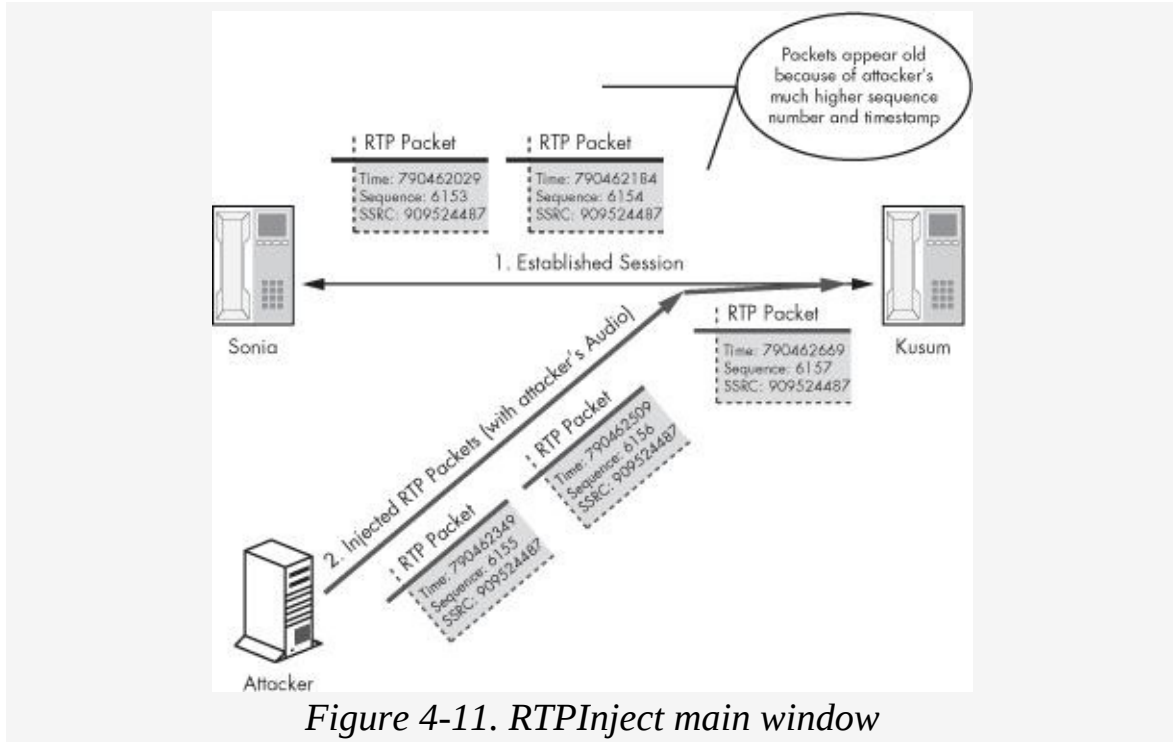 Packets appear old
because of attacker's
much higher sequence
number and timestamp
RTP Packet
Time: 790462029
Sequence: 6153
SSRC: 909524487
RTP Packet
Time: 790462184
Sequence: 6154
SSRC: 909524487
1. Established Session
Sonia
Kusum
RTP Packet
Time: 790462669
Sequence: 6157
SSRC: 909524487
2. Injected RTP Packets (with attacker's Audio)
RTP Packet
Time: 790462509
Sequence: 6156
SSRC: 909524487
RTP Packet
Time: 790462349
Sequence: 6155
SSRC: 909524487
Attacker
Figure 4-11. RTPInject main window